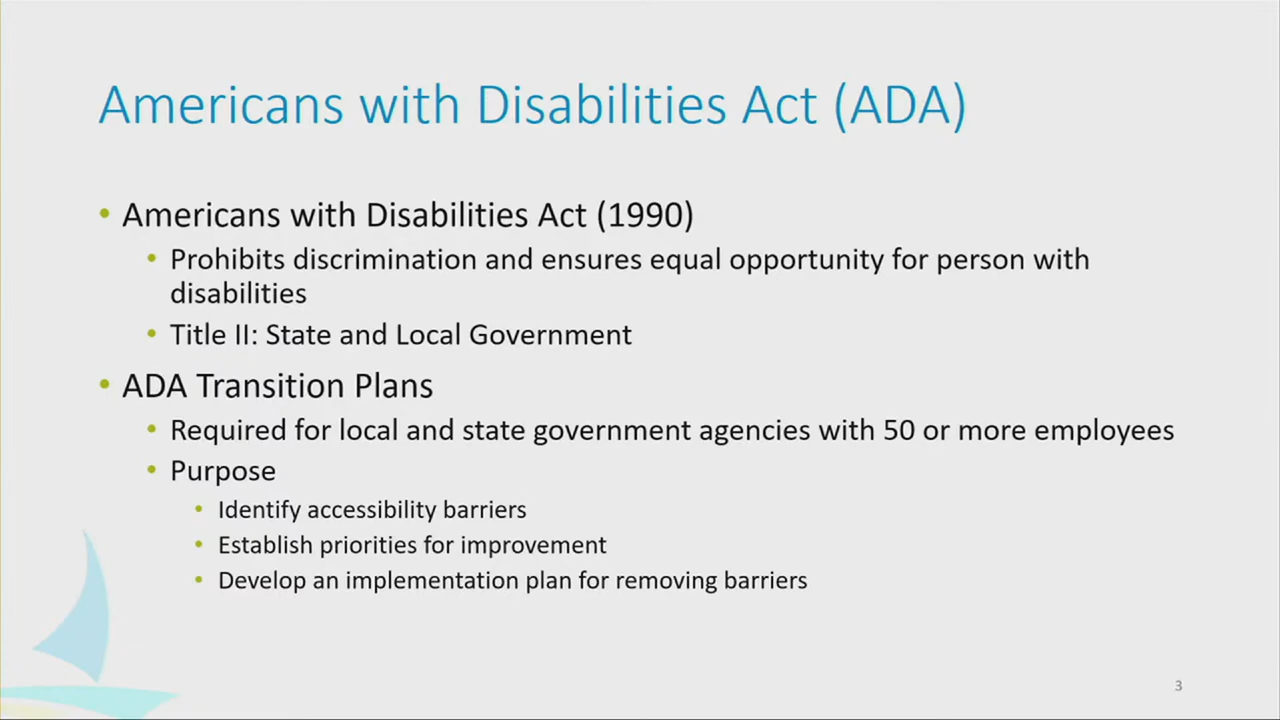 Americans with Disabilities Act (ADA)
• Americans with Disabilities Act (1990)
• Prohibits discrimination and ensures equal opportunity for person with
disabilities
• Title II: State and Local Government
• ADA Transition Plans
• Required for local and state government agencies with 50 or more employees
• Purpose
• Identify accessibility barriers
• Establish priorities for improvement
• Develop an implementation plan for removing barriers
3